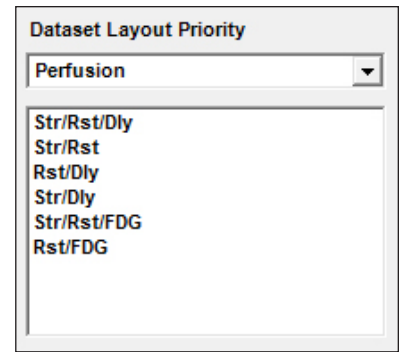 Dataset Layout Priority
Perfusion
Str/Rst/Dly
Str/Rst
Rst/Dly
Str/Dly
Str/Rst/FDG
Rst/FDG